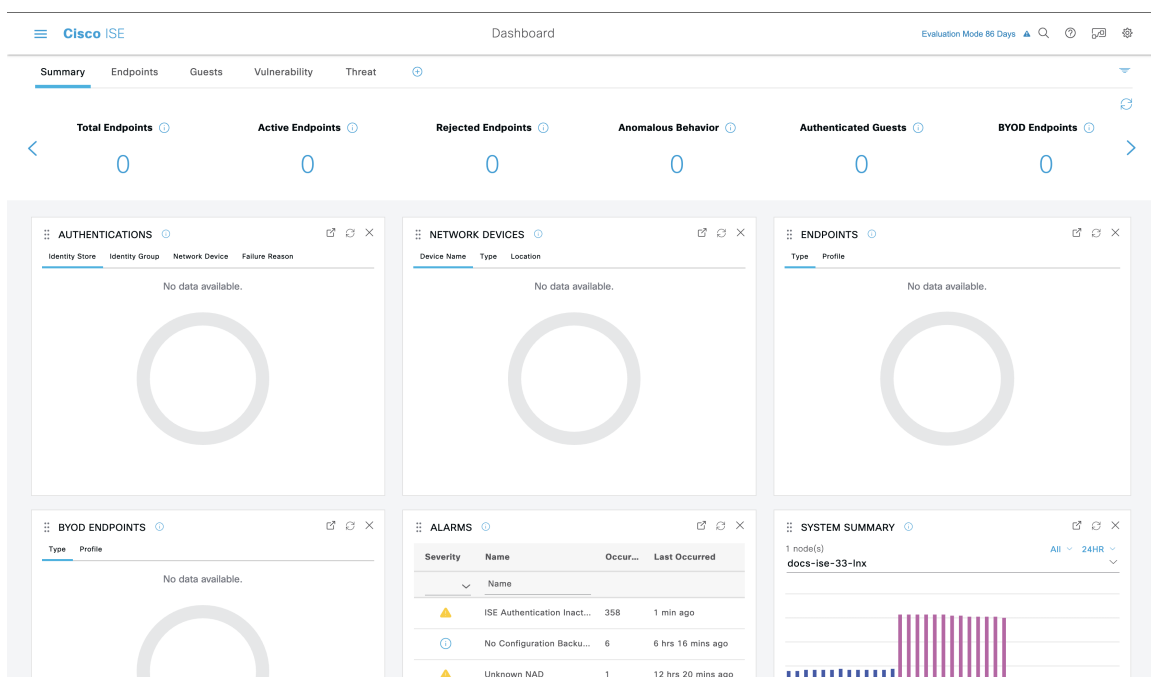 Cisco ISE
Dashboard
Evaluation Mode 86 Days
Summary Endpoints Guests Vulnerability Threat
Total Endpoints Active Endpoints Rejected Endpoints Anomalous Behavior Authenticated Guests BYOD Endpoints
0 0 0 0 0 0
AUTHENTICATIONS
Identity Store Identity Group Network Device Failure Reason
No data available.
NETWORK DEVICES
Device Name Type Location
No data available.
ENDPOINTS
Type Profile
No data available.
BYOD ENDPOINTS
Type Profile
No data available.
ALARMS
Severity Name Occur... Last Occurred
Name
ISE Authentication Inact... 358 1 min ago
No Configuration Backu... 6 6 hrs 16 mins ago
Unknown NAD 1 12 hrs 20 mins ago
SYSTEM SUMMARY
1 node(s)
All 24HR
docs-ise-33-lnx